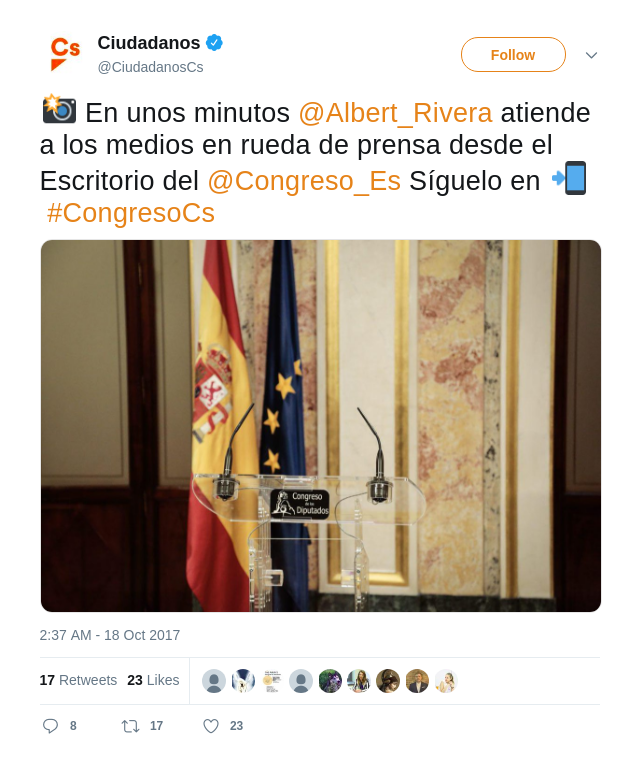 Cs
Ciudadanos
@CiudadanosCs
Follow
📸 En unos minutos @Albert_Rivera atiende
a los medios en rueda de prensa desde el
Escritorio del @Congreso_Es Síguelo en 📲
#CongresoCs
Congreso
de los
Diputados
2:37 AM - 18 Oct 2017
17 Retweets 23 Likes
8 17 23